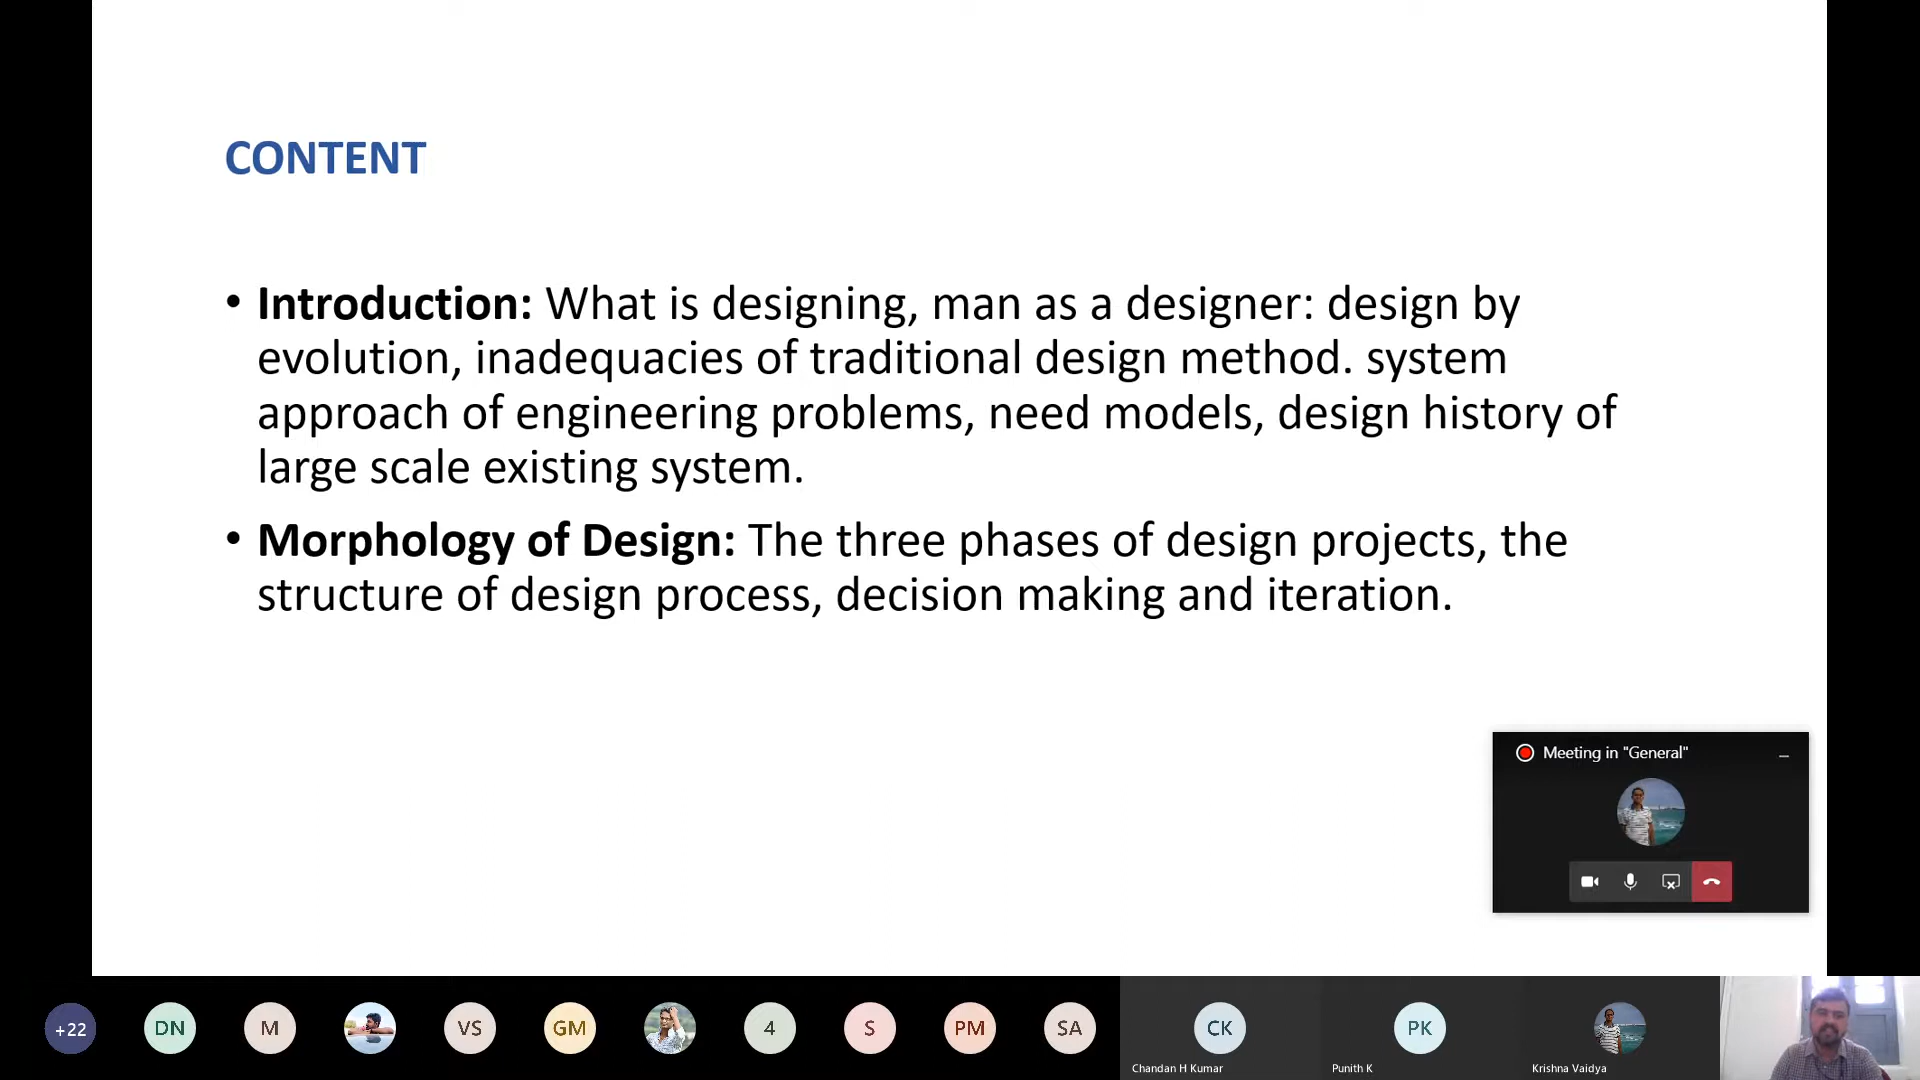 CONTENT
• Introduction: What is designing, man as a designer: design by
evolution, inadequacies of traditional design method. system
approach of engineering problems, need models, design history of
large scale existing system.
• Morphology of Design: The three phases of design projects, the
structure of design process, decision making and iteration.
Meeting in "General"
+22
DN
M
VS
GM
4
S
PM
SA
CK
Chandan H Kumar
PK
Punith K
Krishna Vaidya